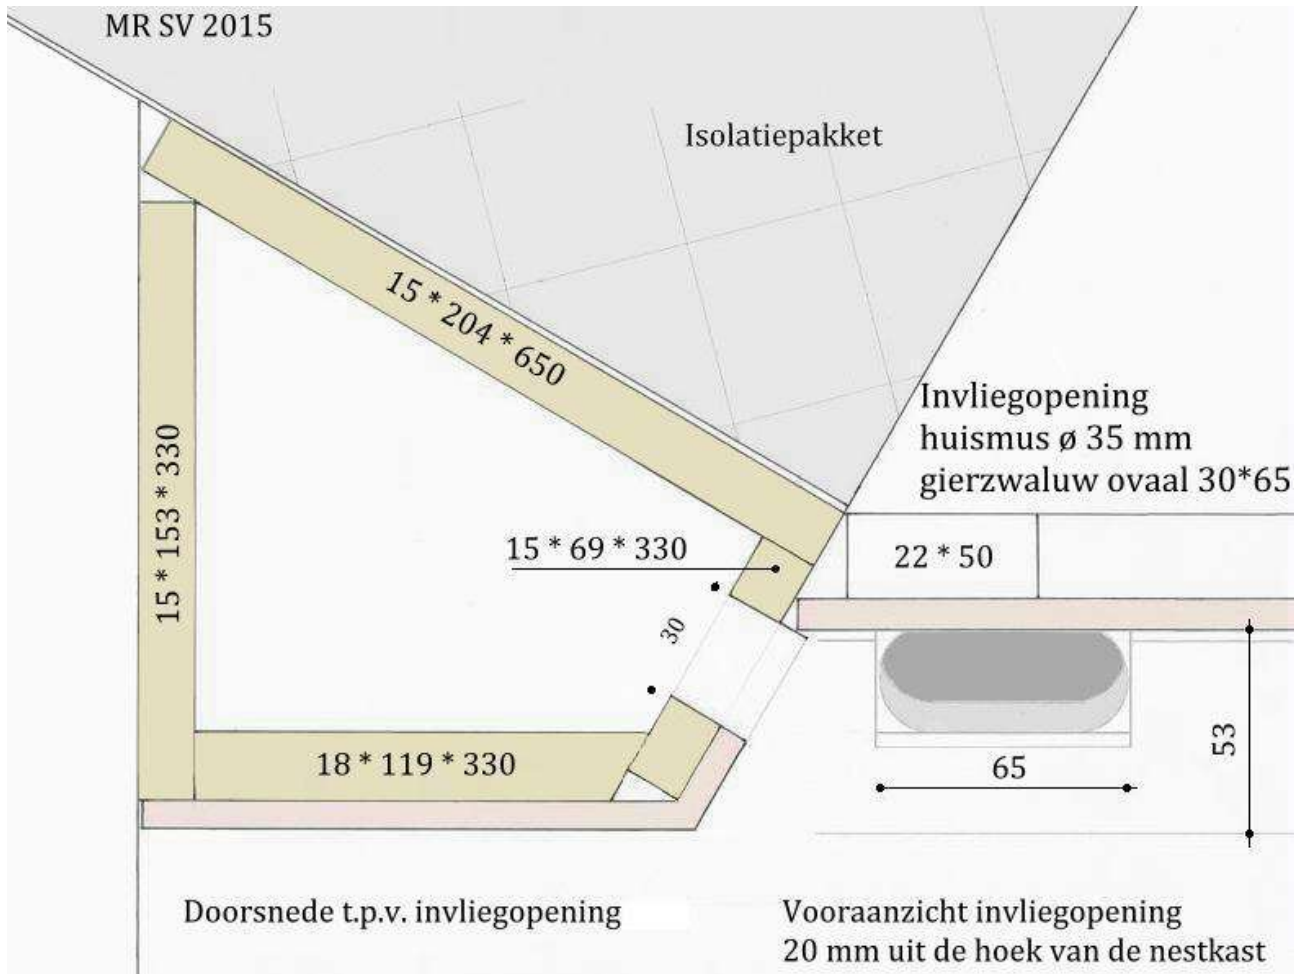 MR SV 2015
Isolatiepakket
15 * 204 * 650
15 * 153 * 330
Invliegopening
huismus ø 35 mm
gierzwaluw ovaal 30*65
15 * 69 * 330
22 * 50
30
53
18 * 119 * 330
65
Doorsnede t.p.v. invliegopening
Vooraanzicht invliegopening
20 mm uit de hoek van de nestkast